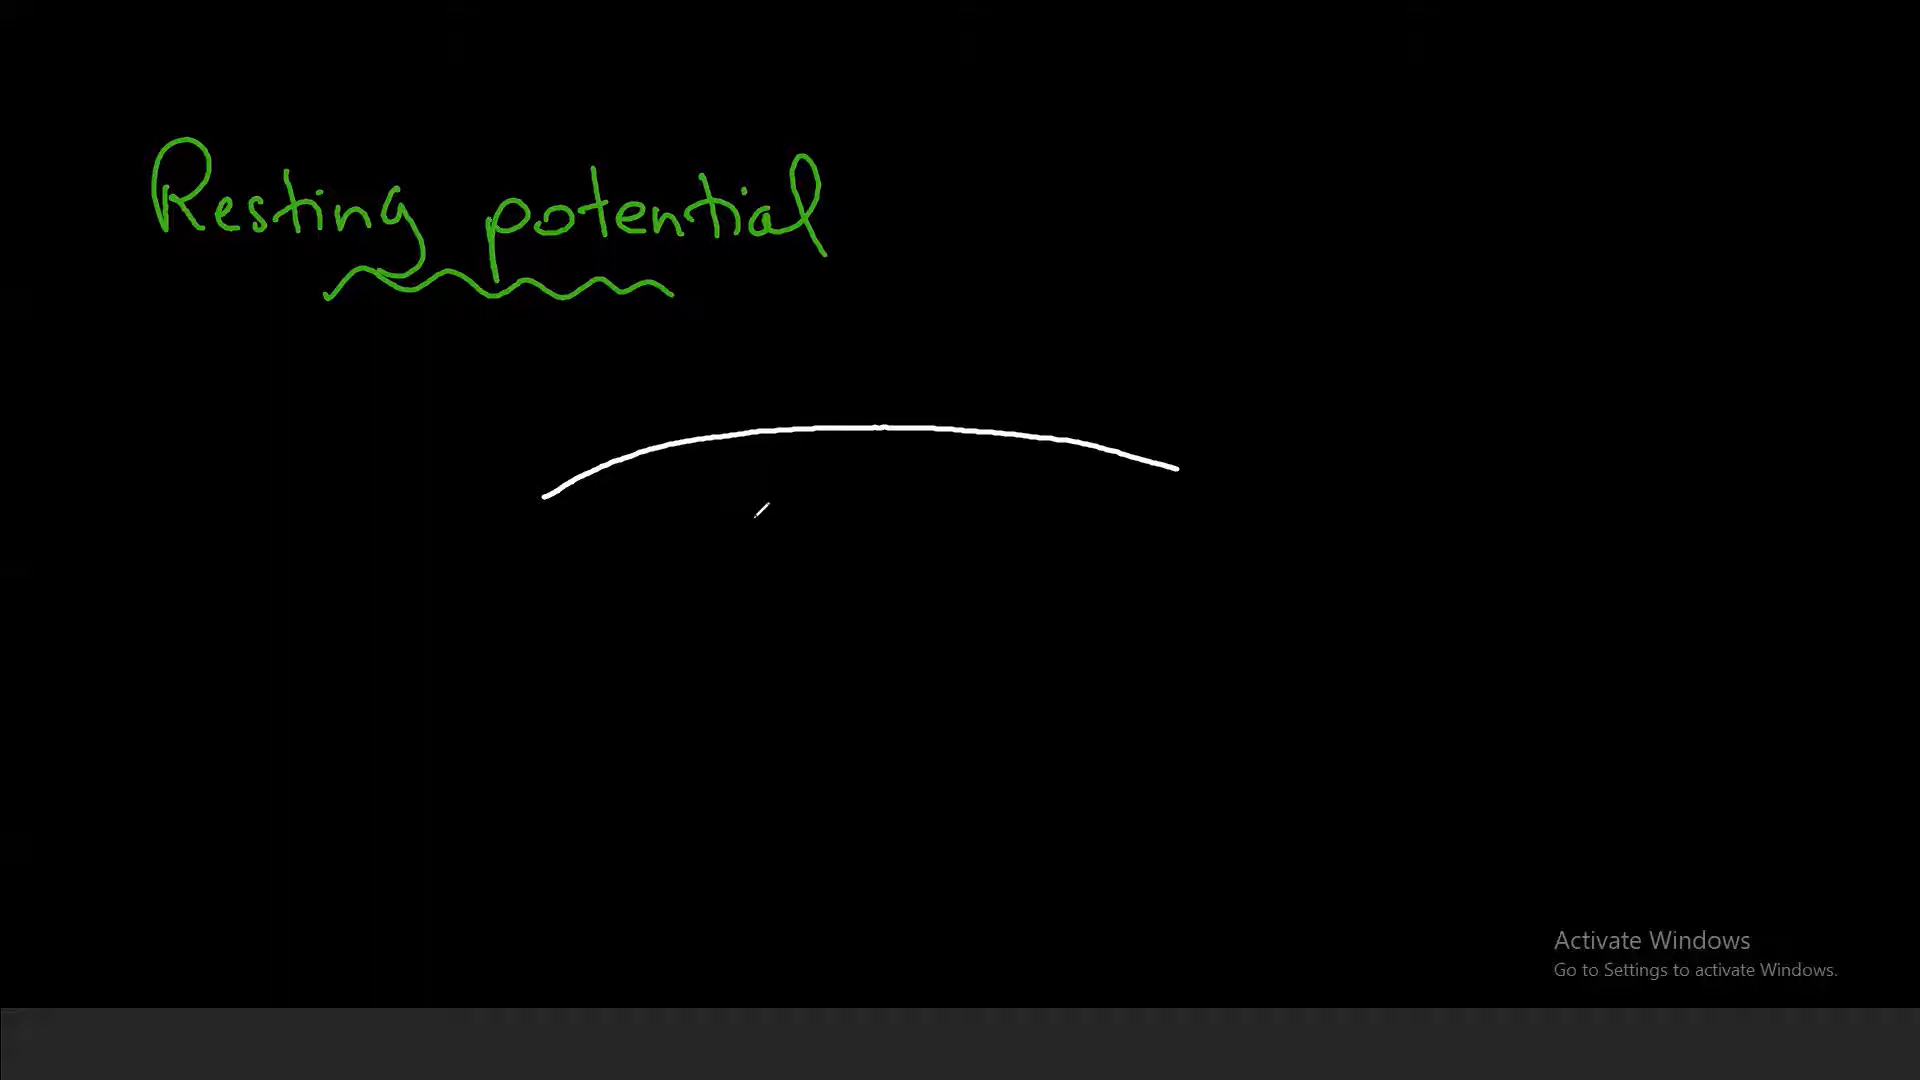 Resting potential
Activate Windows
Go to Settings to activate Windows.